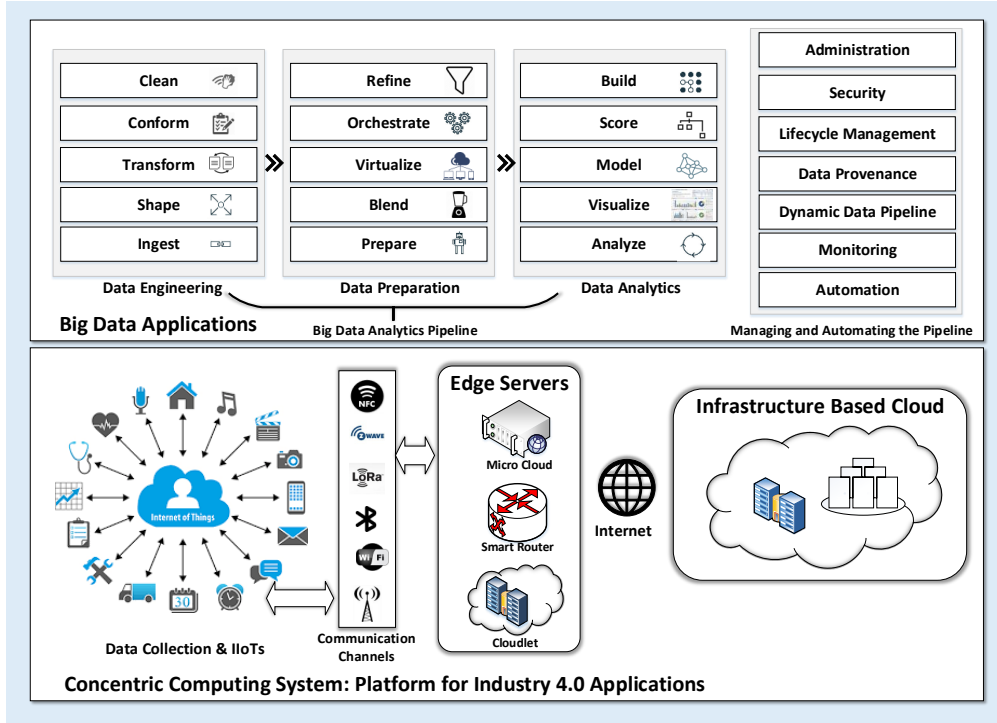 Clean
Conform
Transform
Shape
Ingest
Data Engineering
Refine
Orchestrate
Virtualize
Blend
Prepare
Data Preparation
Build
Score
Model
Visualize
Analyze
Data Analytics
Big Data Applications
Big Data Analytics Pipeline
Administration
Security
Lifecycle Management
Data Provenance
Dynamic Data Pipeline
Monitoring
Automation
Managing and Automating the Pipeline
Internet of Things
30
Data Collection & IIoTs
NFC
Z WAVE
LoRa
Wi Fi
Communication
Channels
Edge Servers
Micro Cloud
Smart Router
Cloudlet
Internet
Infrastructure Based Cloud
Concentric Computing System: Platform for Industry 4.0 Applications